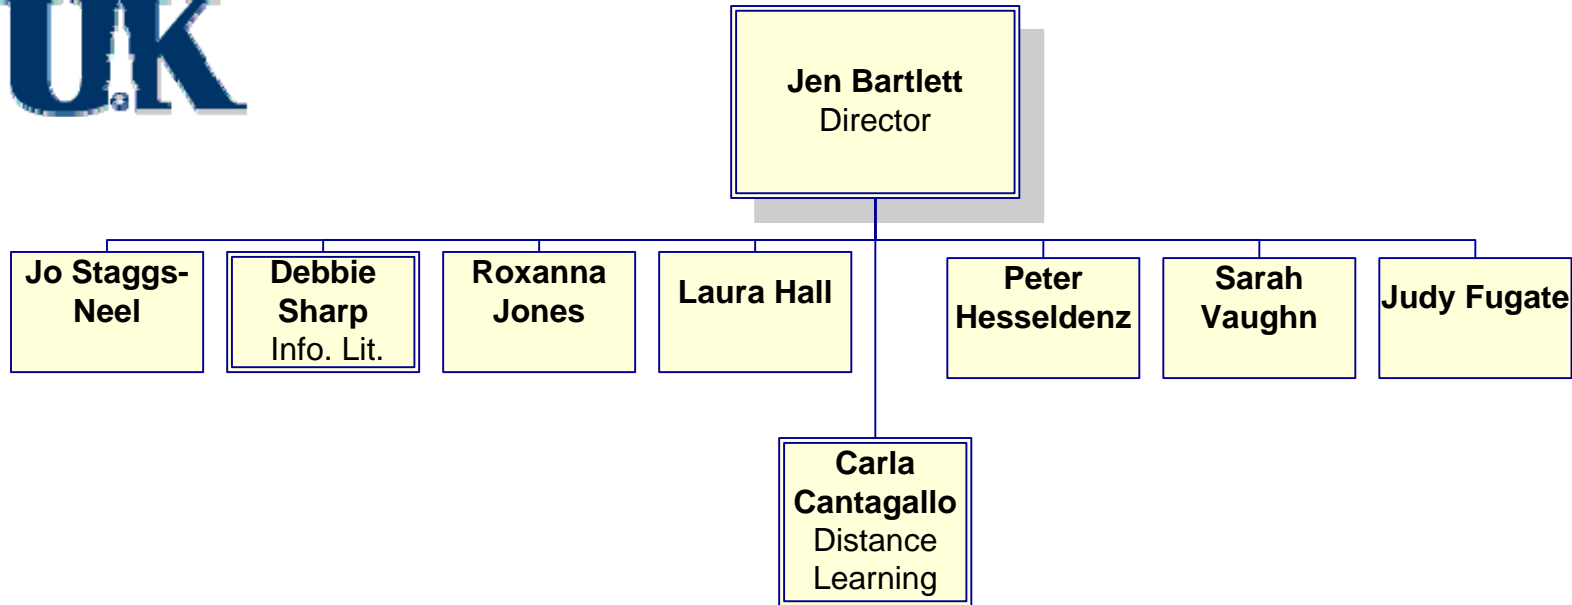 UK
Jen Bartlett
Director
Jo Staggs-
Neel
Debbie
Sharp
Info. Lit.
Roxanna
Jones
Laura Hall
Peter
Hesseldenz
Sarah
Vaughn
Judy Fugate
Carla
Cantagallo
Distance
Learning